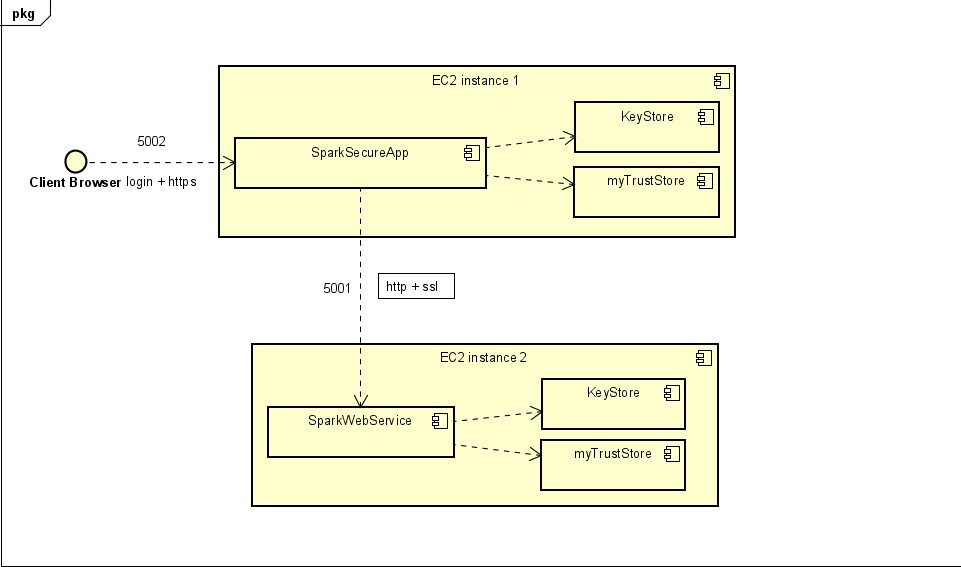 pkg
EC2 instance 1
KeyStore
5002
SparkSecureApp
myTrustStore
Client Browser login + https
5001
http + ssl
EC2 instance 2
KeyStore
SparkWebService
myTrustStore